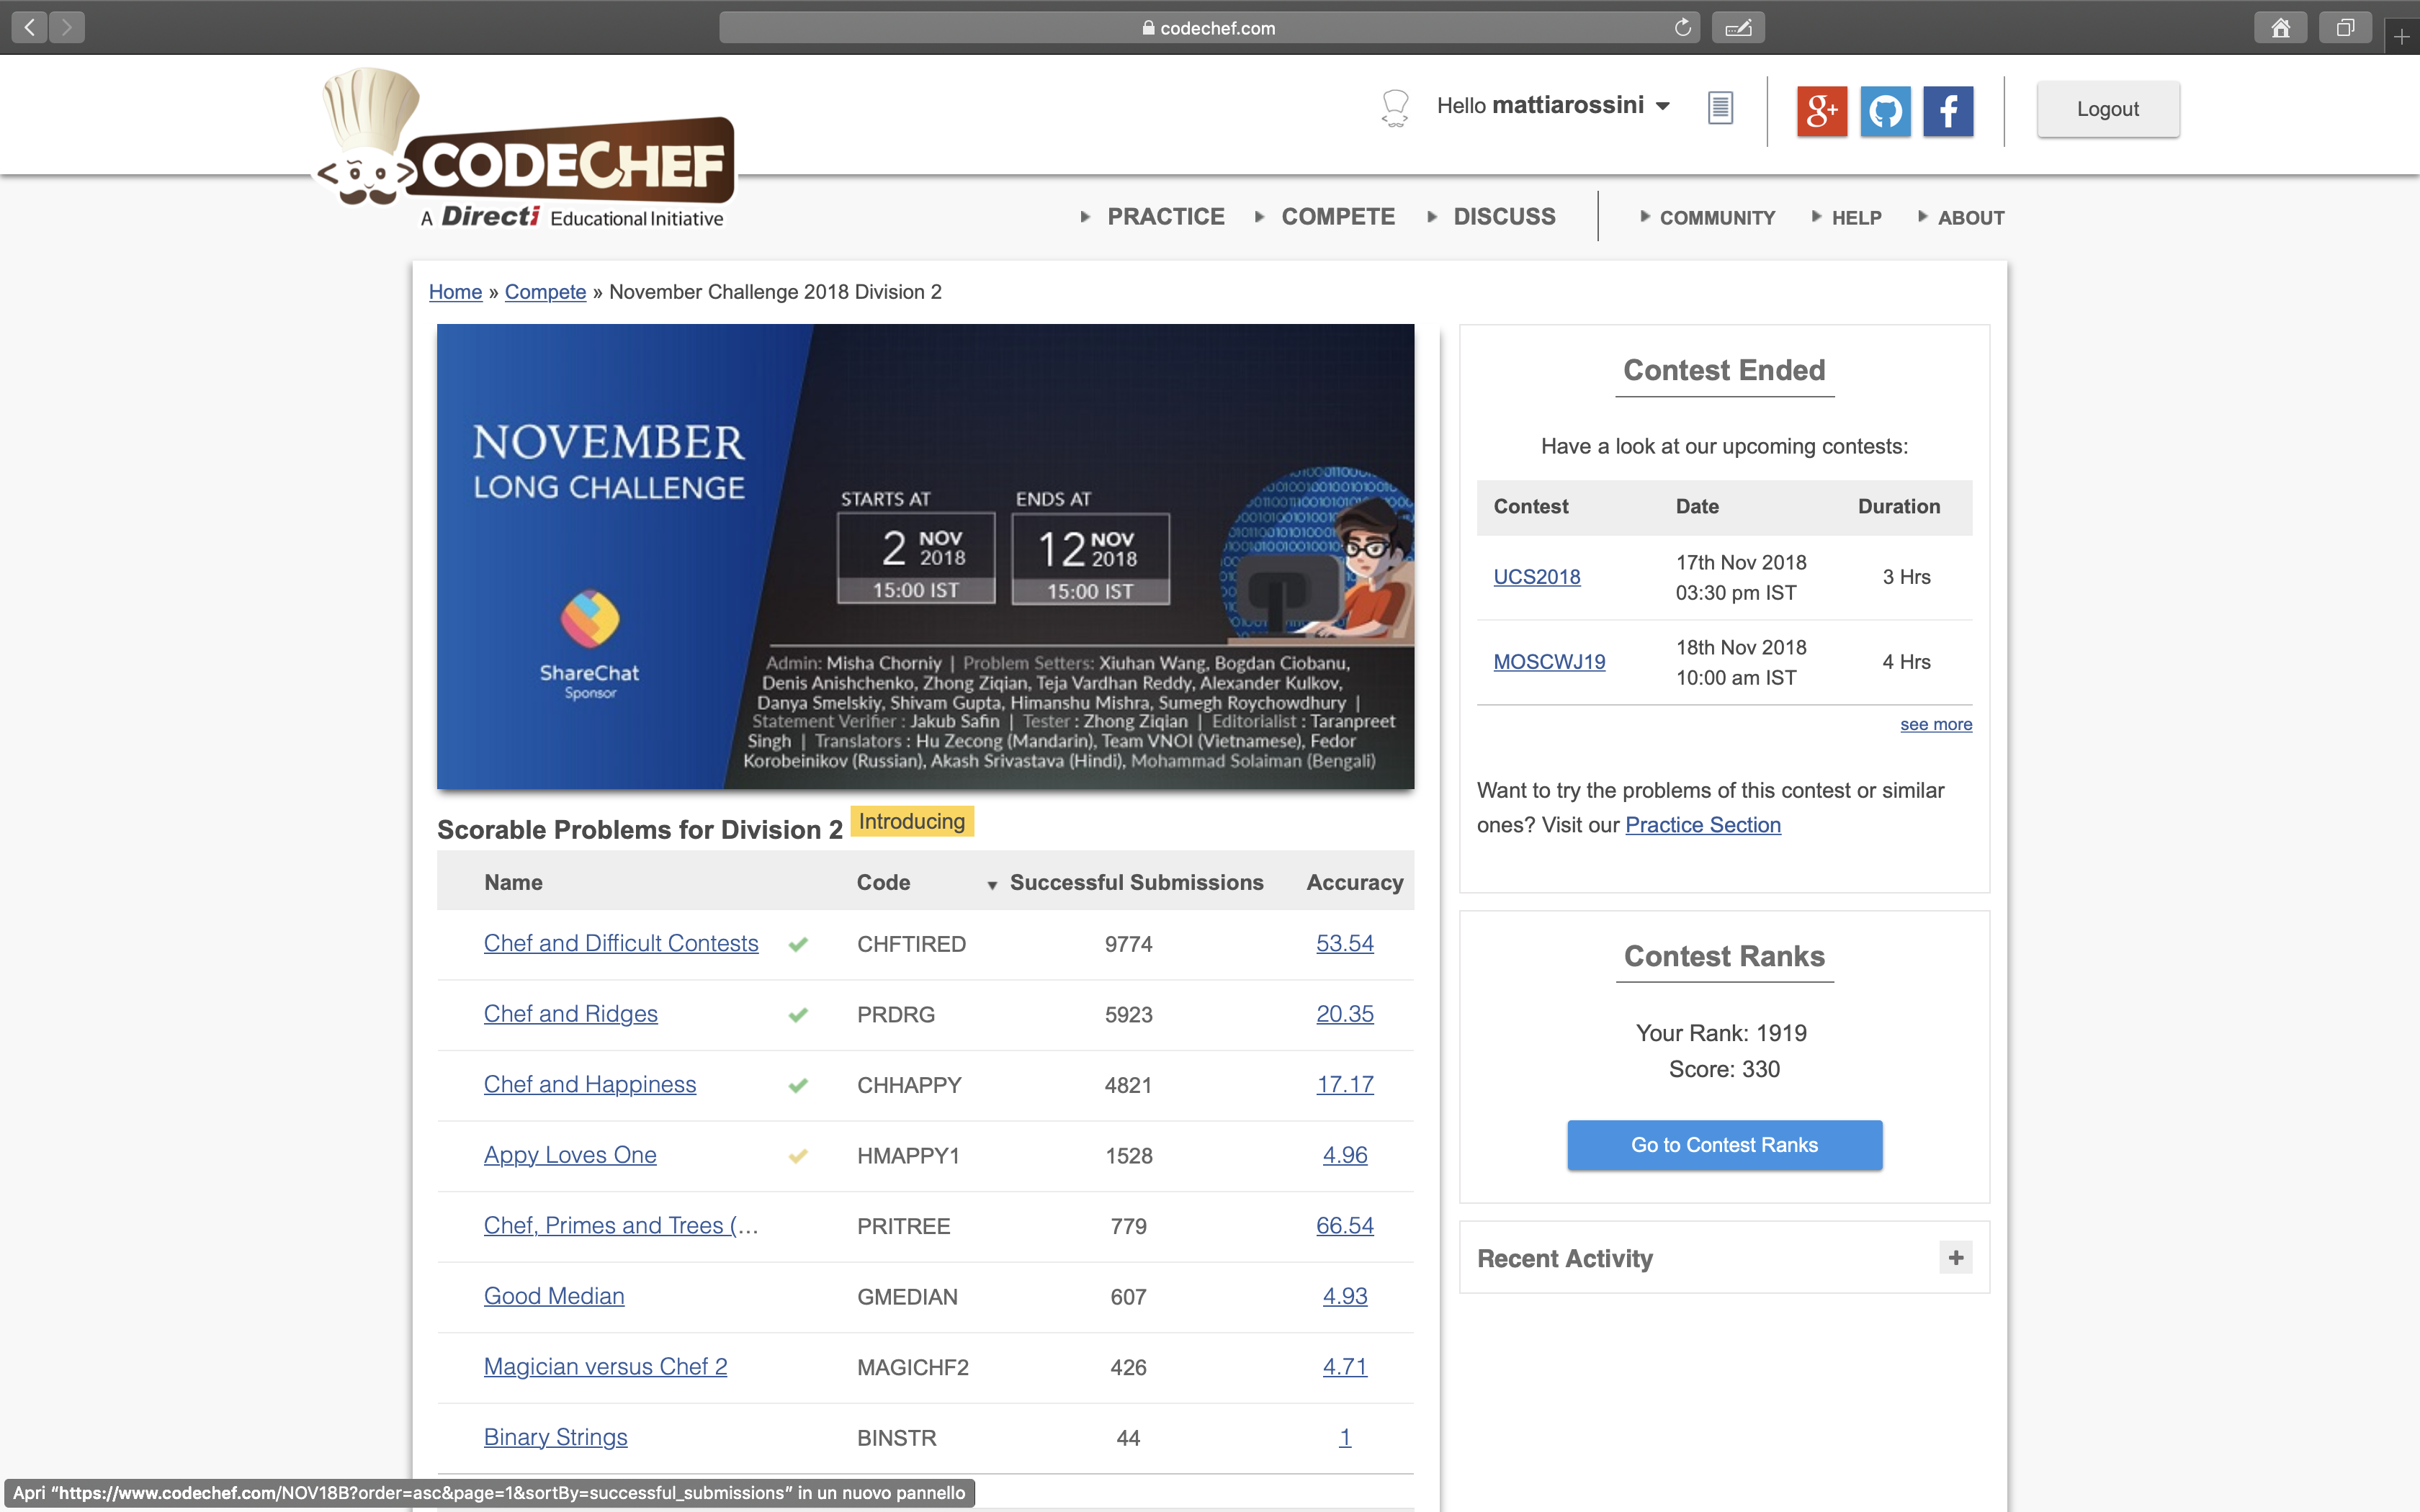 codechef.com
Hello mattiarossini
g+
f
Logout
CODECHEF
A Directi Educational Initiative
PRACTICE
COMPETE
DISCUSS
COMMUNITY
HELP
ABOUT
Home » Compete » November Challenge 2018 Division 2
NOVEMBER
LONG CHALLENGE
STARTS AT
2 NOV 2018
15:00 IST
ENDS AT
12 NOV 2018
15:00 IST
ShareChat
Sponsor
Admin: Misha Chorniy | Problem Setters: Xiuhan Wang, Bogdan Ciobanu,
Denis Anishchenko, Zhong Ziqian, Teja Vardhan Reddy, Alexander Kulkov,
Danya Smelskiy, Shivam Gupta, Himanshu Mishra, Sumegh Roychowdhury |
Statement Verifier : Jakub Safin | Tester : Zhong Ziqian | Editorialist : Taranpreet
Singh | Translators : Hu Zecong (Mandarin), Team VNOI (Vietnamese), Fedor
Korobeinikov (Russian), Akash Srivastava (Hindi), Mohammad Solaiman (Bengali)
Scorable Problems for Division 2 Introducing
Name Code Successful Submissions Accuracy
Chef and Difficult Contests CHFTIRED 9774 53.54
Chef and Ridges PRDRG 5923 20.35
Chef and Happiness CHHAPPY 4821 17.17
Appy Loves One HMAPPY1 1528 4.96
Chef, Primes and Trees (... PRITREE 779 66.54
Good Median GMEDIAN 607 4.93
Magician versus Chef 2 MAGICHF2 426 4.71
Binary Strings BINSTR 44 1
Contest Ended
Have a look at our upcoming contests:
Contest Date Duration
UCS2018 17th Nov 2018 3 Hrs
03:30 pm IST
MOSCWJ19 18th Nov 2018 4 Hrs
10:00 am IST
see more
Want to try the problems of this contest or similar
ones? Visit our Practice Section
Contest Ranks
Your Rank: 1919
Score: 330
Go to Contest Ranks
Recent Activity
Apri “https://www.codechef.com/NOV18B?order=asc&page=1&sortBy=successful_submissions” in un nuovo pannello